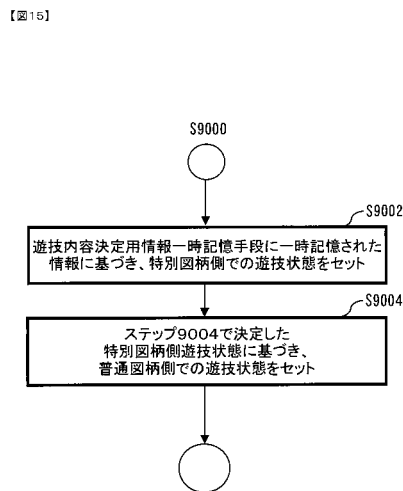 【図15】
S9000
S9002
遊技内容決定用情報一時記憶手段に一時記憶された
情報に基づき、特別図柄側での遊技状態をセット
S9004
ステップ9004で決定した
特別図柄側遊技状態に基づき、
普通図柄側での遊技状態をセット